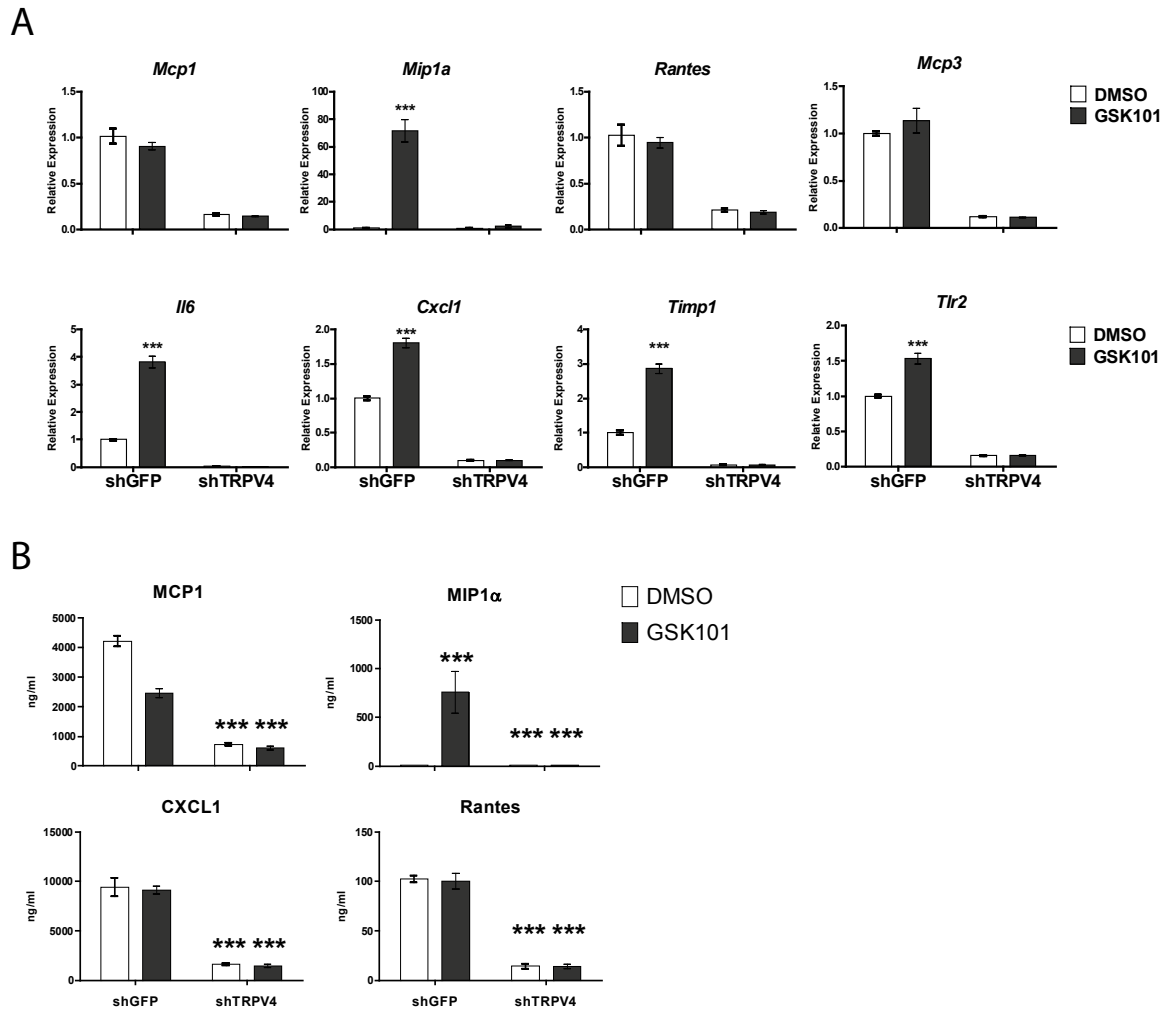 A
Mcp1 Mip1a Rantes Mcp3
Relative Expression 1.5 1.0 0.5 0.0
Relative Expression 100 80 60 40 20 0 ***
Relative Expression 1.5 1.0 0.5 0.0
Relative Expression 1.5 1.0 0.5 0.0
DMSO
GSK101
Il6 Cxcl1 Timp1 Tlr2
Relative Expression 5 4 3 2 1 0 ***
Relative Expression 2.0 1.5 1.0 0.5 0.0 ***
Relative Expression 4 3 2 1 0 ***
Relative Expression 2.0 1.5 1.0 0.5 0.0 ***
DMSO
GSK101
shGFP shTRPV4 shGFP shTRPV4 shGFP shTRPV4 shGFP shTRPV4
B
MCP1 MIP1α
DMSO
GSK101
ng/ml 5000 4000 3000 2000 1000 0 *** ***
ng/ml 1500 1000 500 0 *** *** ***
CXCL1 Rantes
ng/ml 15000 10000 5000 0 *** ***
ng/ml 150 100 50 0 *** ***
shGFP shTRPV4 shGFP shTRPV4